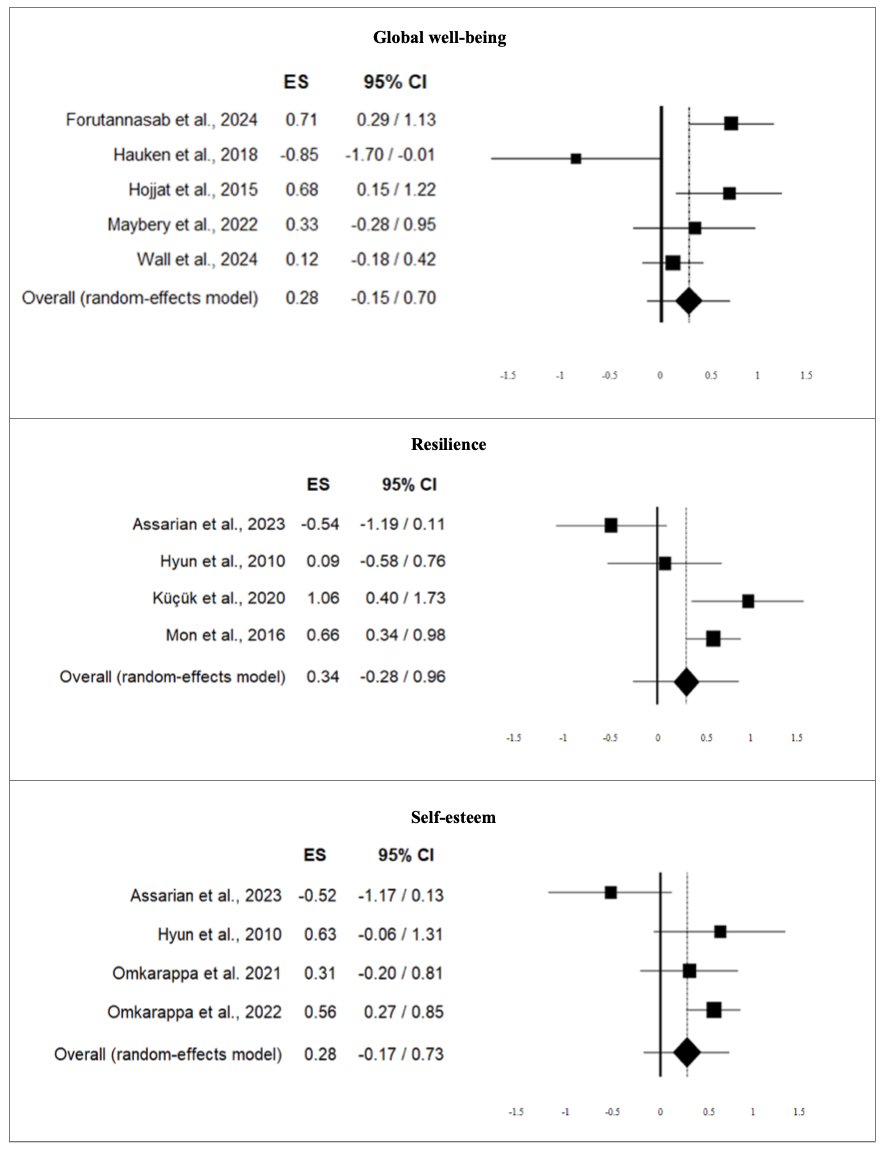 Global well-being
ES 95% CI
Forutannasab et al., 2024 0.71 0.29 / 1.13
Hauken et al., 2018 -0.85 -1.70 / -0.01
Hojjat et al., 2015 0.68 0.15 / 1.22
Maybery et al., 2022 0.33 -0.28 / 0.95
Wall et al., 2024 0.12 -0.18 / 0.42
Overall (random-effects model) 0.28 -0.15 / 0.70
-1.5 -1 -0.5 0 0.5 1 1.5
Resilience
ES 95% CI
Assarian et al., 2023 -0.54 -1.19 / 0.11
Hyun et al., 2010 0.09 -0.58 / 0.76
Küçük et al., 2020 1.06 0.40 / 1.73
Mon et al., 2016 0.66 0.34 / 0.98
Overall (random-effects model) 0.34 -0.28 / 0.96
-1.5 -1 -0.5 0 0.5 1 1.5
Self-esteem
ES 95% CI
Assarian et al., 2023 -0.52 -1.17 / 0.13
Hyun et al., 2010 0.63 -0.06 / 1.31
Omkarappa et al. 2021 0.31 -0.20 / 0.81
Omkarappa et al., 2022 0.56 0.27 / 0.85
Overall (random-effects model) 0.28 -0.17 / 0.73
-1.5 -1 -0.5 0 0.5 1 1.5